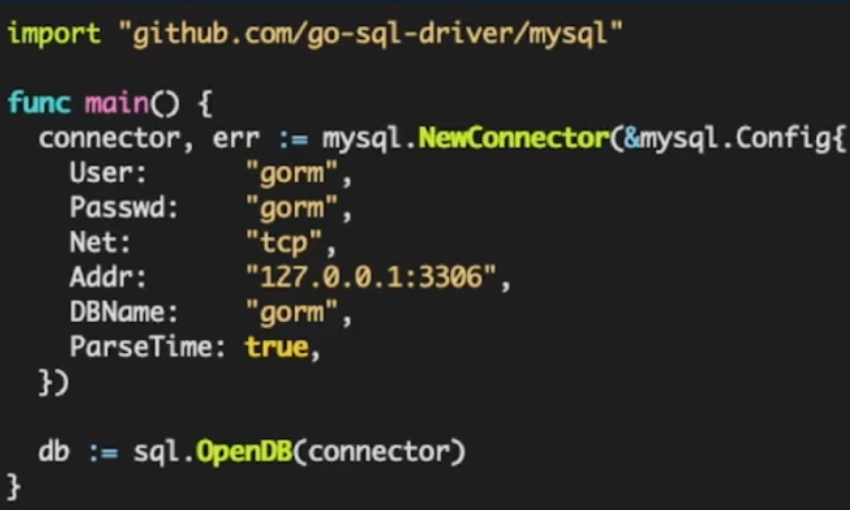 import "github.com/go-sql-driver/mysql"

func main() {
  connector, err := mysql.NewConnector(&mysql.Config{
    User:      "gorm",
    Passwd:    "gorm",
    Net:       "tcp",
    Addr:      "127.0.0.1:3306",
    DBName:    "gorm",
    ParseTime: true,
  })

  db := sql.OpenDB(connector)
}